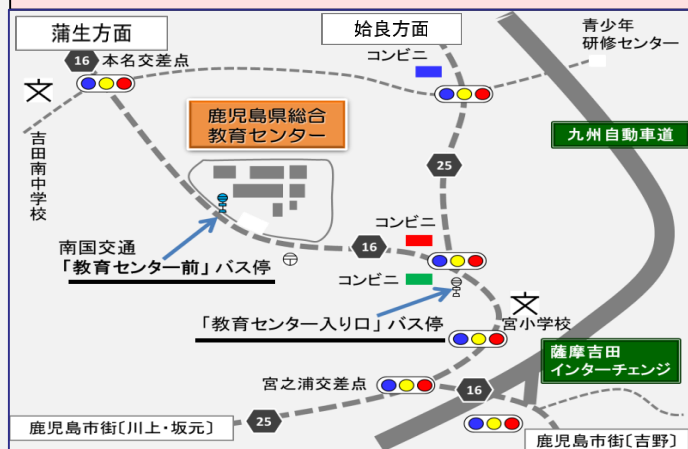 蒲生方面
姶良方面
青少年
研修センター
コンビニ
16
本名交差点
鹿児島県総合
教育センター
九州自動車道
吉田南中学校
25
コンビニ
16
南国交通
「教育センター前」バス停
コンビニ
「教育センター入り口」バス停
宮小学校
薩摩吉田
インターチェンジ
宮之浦交差点
16
25
鹿児島市街〔川上・坂元〕
鹿児島市街〔吉野〕